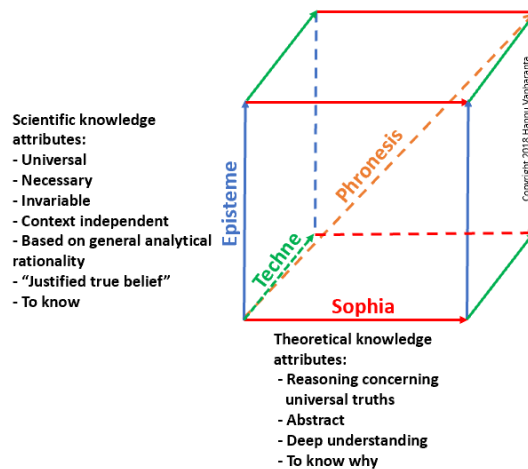 Copyright 2018 Hannu Vanharanta
Scientific knowledge
attributes:
- Universal
- Necessary
- Invariable
- Context independent
- Based on general analytical
rationality
- “Justified true belief”
- To know
Episteme
Techne
Phronesis
Sophia
Theoretical knowledge
attributes:
- Reasoning concerning
universal truths
- Abstract
- Deep understanding
- To know why